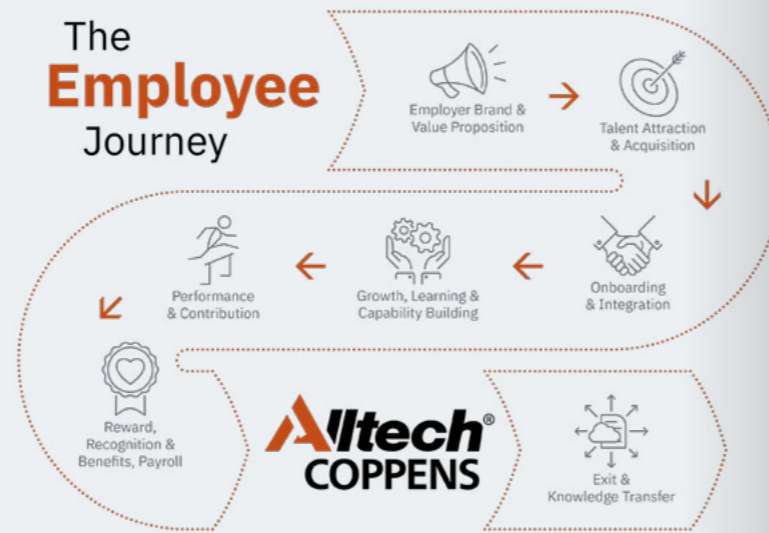 The
Employee
Journey
Employer Brand &
Value Proposition
Talent Attraction
& Acquisition
Onboarding
& Integration
Growth, Learning &
Capability Building
Performance
& Contribution
Reward,
Recognition &
Benefits, Payroll
Alltech®
COPPENS
Exit &
Knowledge Transfer